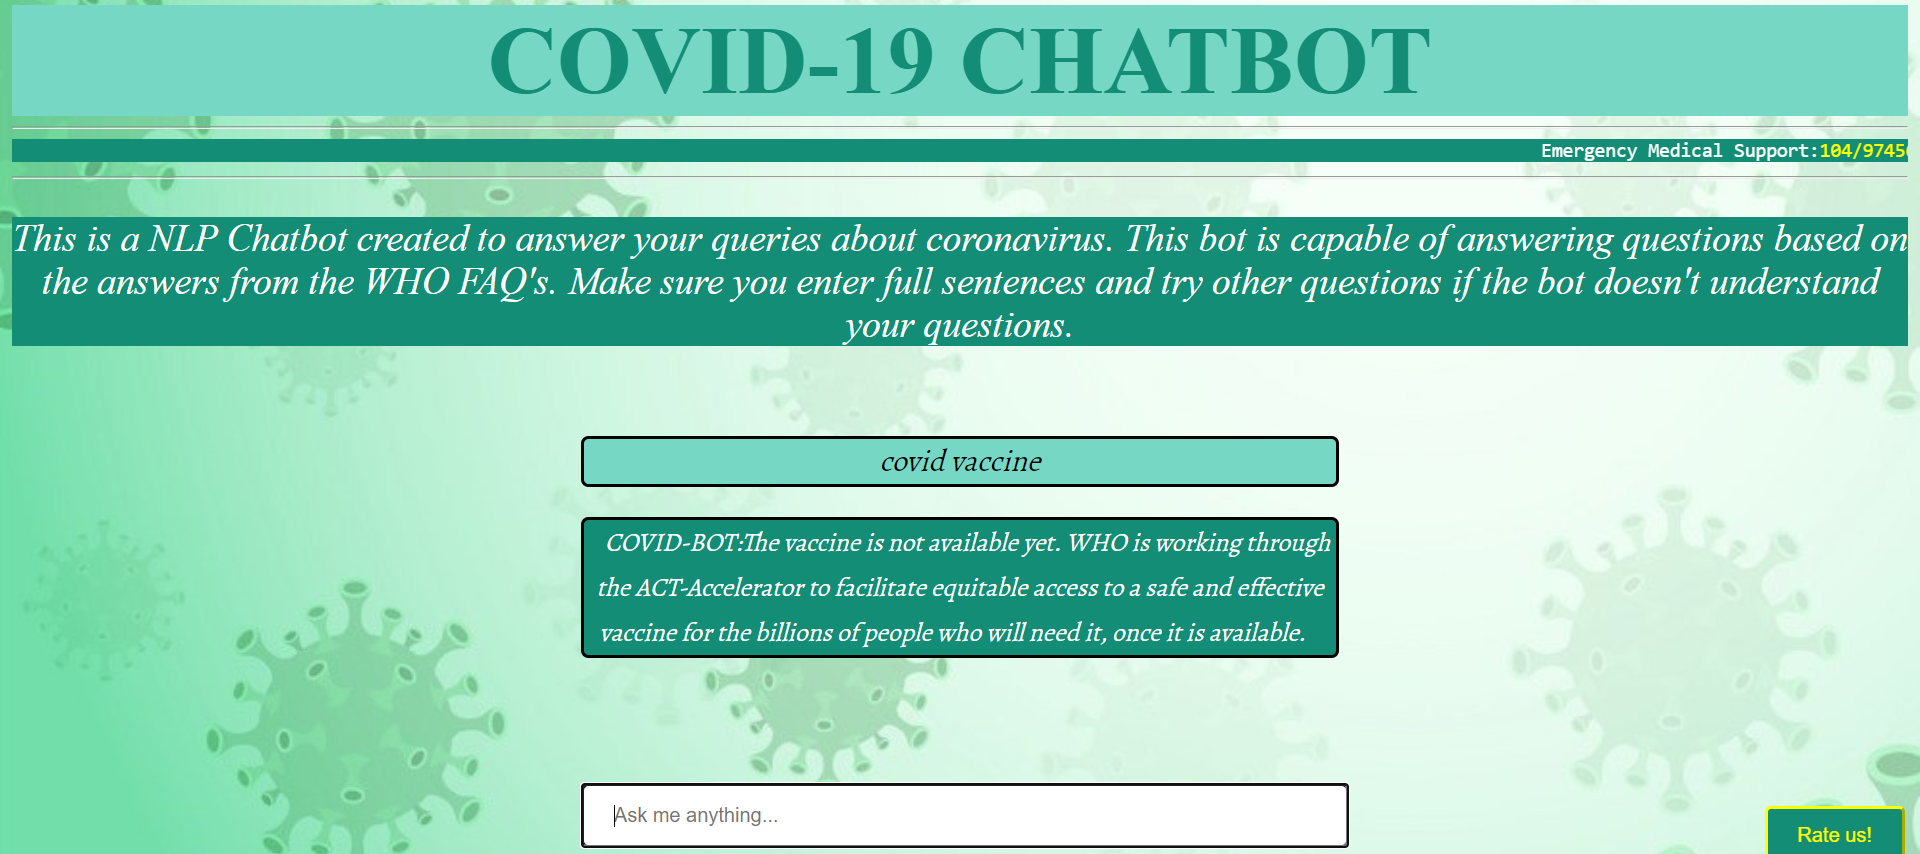 COVID-19 CHATBOT
Emergency Medical Support:104/9745
This is a NLP Chatbot created to answer your queries about coronavirus. This bot is capable of answering questions based on
the answers from the WHO FAQ's. Make sure you enter full sentences and try other questions if the bot doesn't understand
your questions.
covid vaccine
COVID-BOT:The vaccine is not available yet. WHO is working through
the ACT-Accelerator to facilitate equitable access to a safe and effective
vaccine for the billions of people who will need it, once it is available.
Ask me anything...
Rate us!